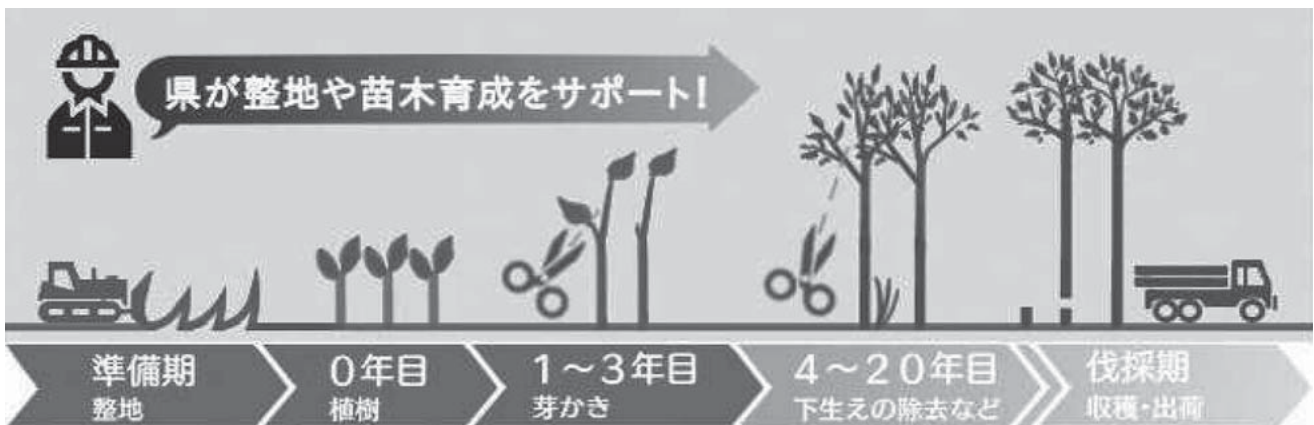 県が整地や苗木育成をサポート!
準備期
整地
0年目
植樹
1~3年目
芽かき
4~20年目
下生えの除去など
伐採期
収穫・出荷